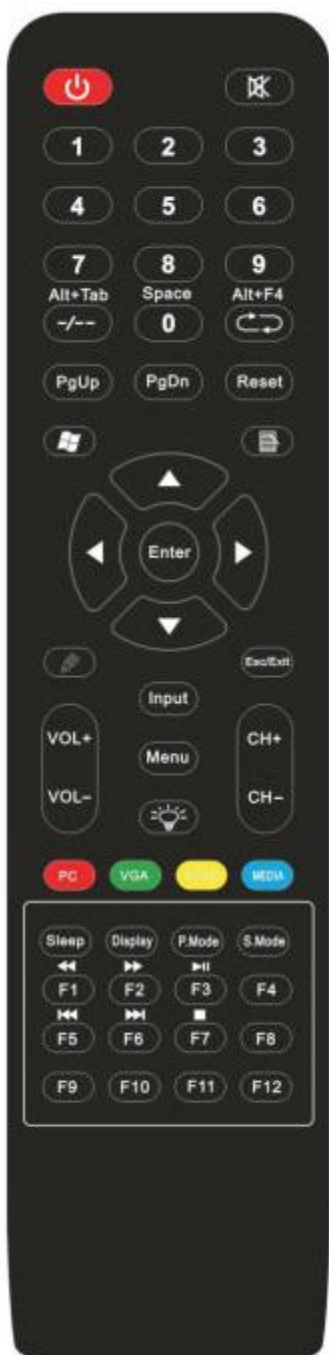 1 2 3
4 5 6
7 8 9
Alt+Tab Space Alt+F4
-/-- 0
PgUp PgDn Reset
Enter
Esc/Exit
Input
VOL+ CH+
Menu
VOL- CH-
PC VGA MEDIA
Sleep Display P.Mode S.Mode
F1 F2 F3 F4
F5 F6 F7 F8
F9 F10 F11 F12